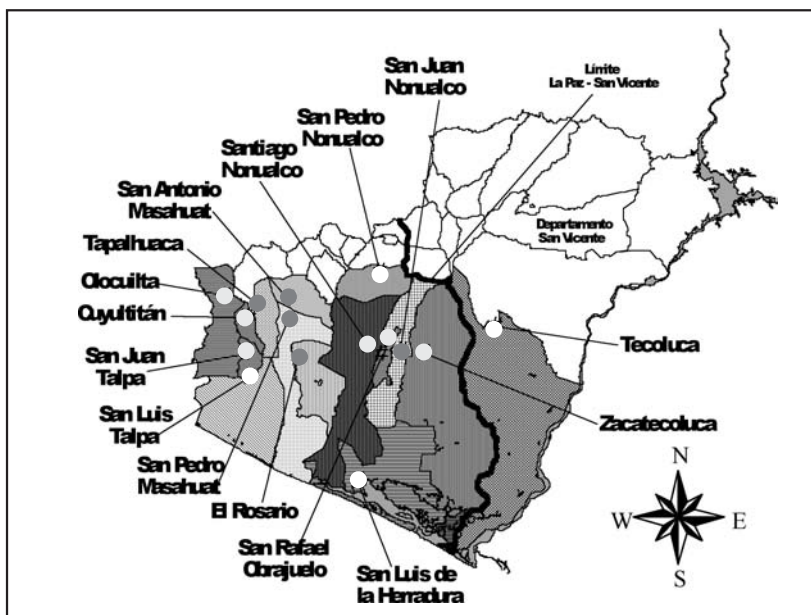 San Juan
Nonualco
Límite
La Paz - San Vicente
San Pedro
Nonualco
Santiago
Nonualco
San Antonio
Masahuat
Tapalhuaca
Olocuilta
Cuyultitán
San Juan
Talpa
San Luis
Talpa
San Pedro
Masahuat
El Rosario
San Rafael
Obrajuelo
San Luis de
la Herradura
Departamento
San Vicente
Tecoluca
Zacatecoluca
N
W
E
S